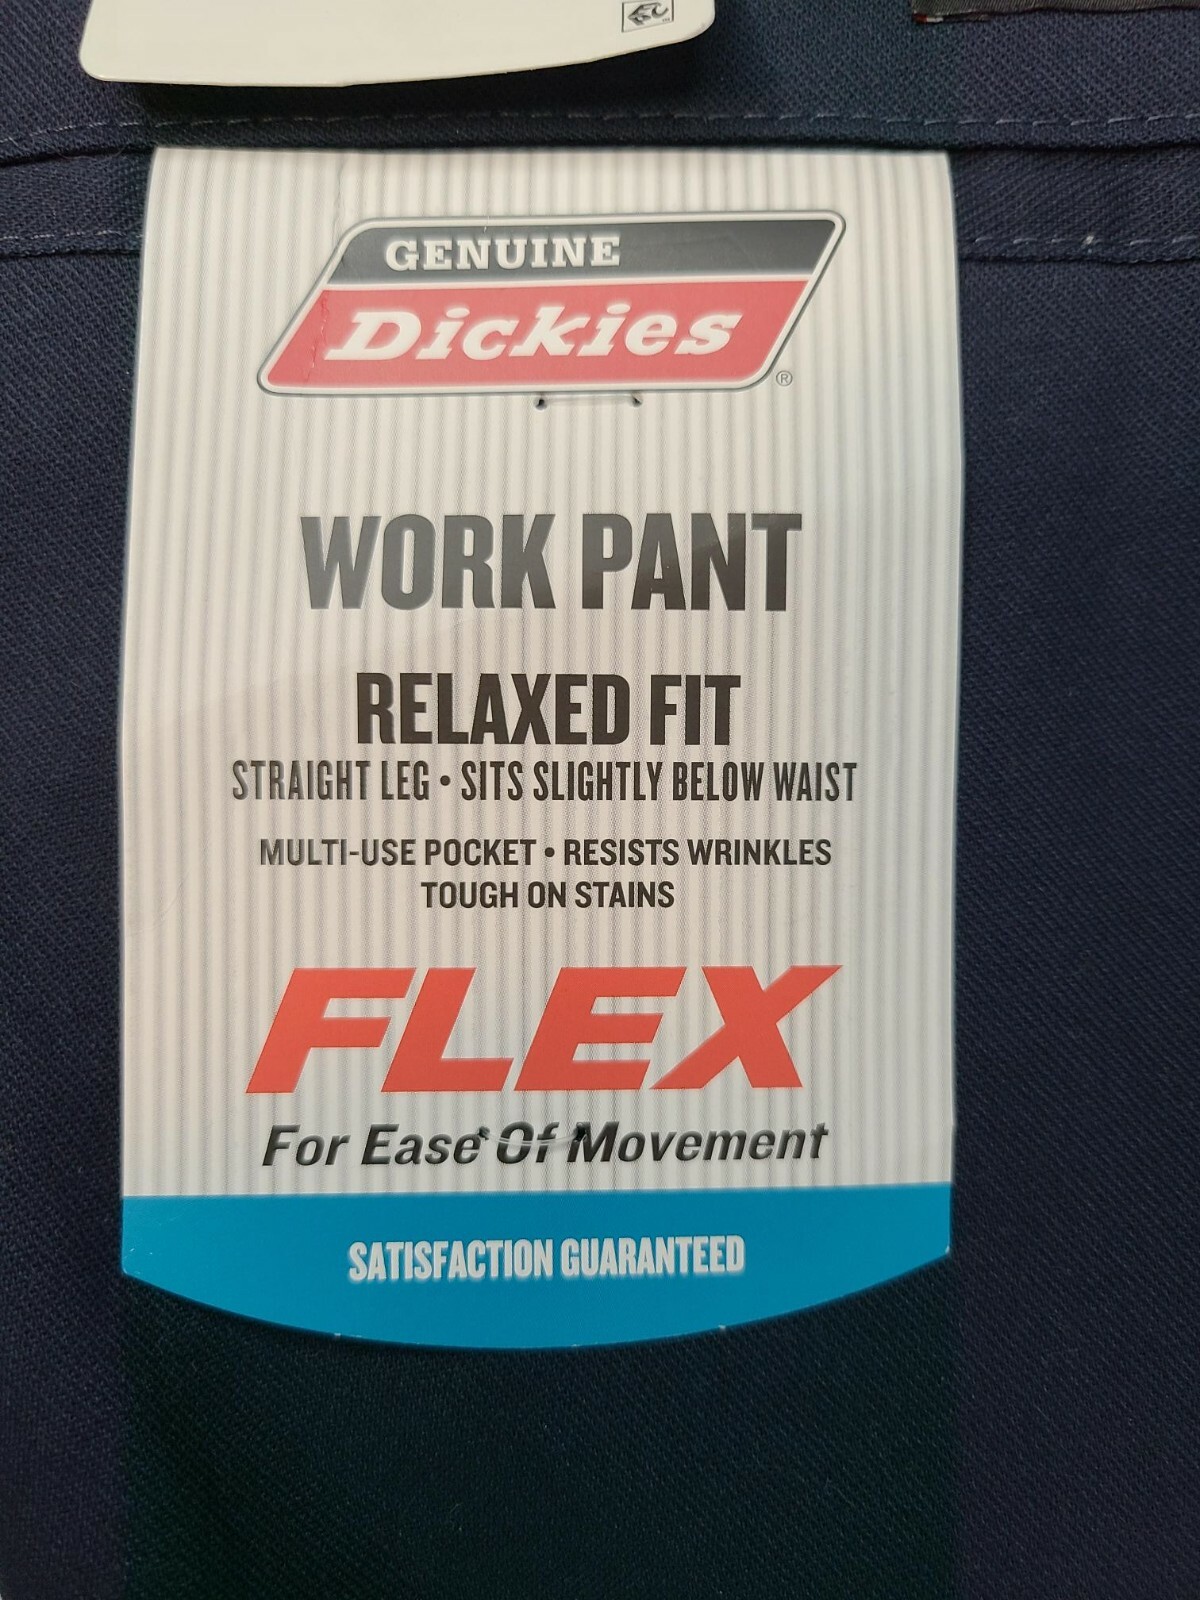 GENUINE
Dickies®
WORK PANT
RELAXED FIT
STRAIGHT LEG • SITS SLIGHTLY BELOW WAIST
MULTI-USE POCKET • RESISTS WRINKLES
TOUGH ON STAINS
FLEX
For Ease Of Movement
SATISFACTION GUARANTEED